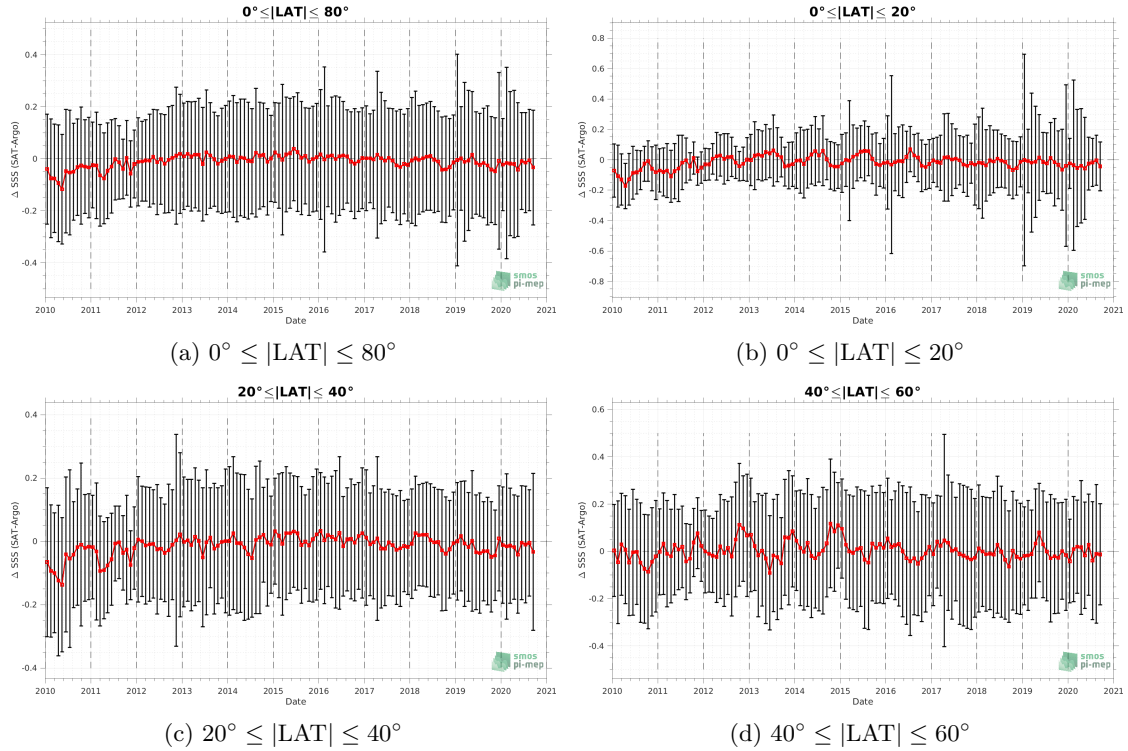 0°≤|LAT|≤ 80°
0.4
0.2
0
-0.2
-0.4
Δ SSS (SAT-Argo)
2010 2011 2012 2013 2014 2015 2016 2017 2018 2019 2020 2021
Date
smos
pi-mep
(a) 0° ≤ |LAT| ≤ 80°
0°≤|LAT|≤ 20°
0.8
0.6
0.4
0.2
0
-0.2
-0.4
-0.6
-0.8
Δ SSS (SAT-Argo)
2010 2011 2012 2013 2014 2015 2016 2017 2018 2019 2020 2021
Date
smos
pi-mep
(b) 0° ≤ |LAT| ≤ 20°
20°≤|LAT|≤ 40°
0.4
0.2
0
-0.2
-0.4
Δ SSS (SAT-Argo)
2010 2011 2012 2013 2014 2015 2016 2017 2018 2019 2020 2021
Date
smos
pi-mep
(c) 20° ≤ |LAT| ≤ 40°
40°≤|LAT|≤ 60°
0.6
0.4
0.2
0
-0.2
-0.4
Δ SSS (SAT-Argo)
2010 2011 2012 2013 2014 2015 2016 2017 2018 2019 2020 2021
Date
smos
pi-mep
(d) 40° ≤ |LAT| ≤ 60°